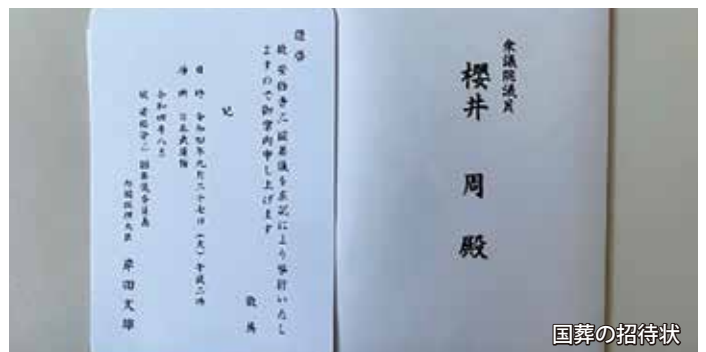 謹啓
故 安倍晋三 国葬儀を左記により挙行いたし
ますので御案内申し上げます
敬具
記
日時 令和四年九月二十七日(火)午後二時
場所 日本武道館
令和四年八月
故 安倍晋三 国葬儀委員長
内閣総理大臣 岸田文雄
衆議院議員
櫻井 周 殿
国葬の招待状